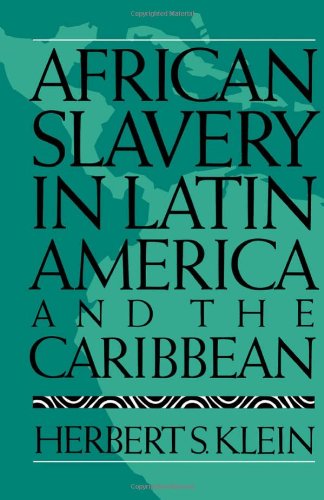 AFRICAN
SLAVERY
IN LATIN
AMERICA
AND THE
CARIBBEAN
HERBERT S. KLEIN